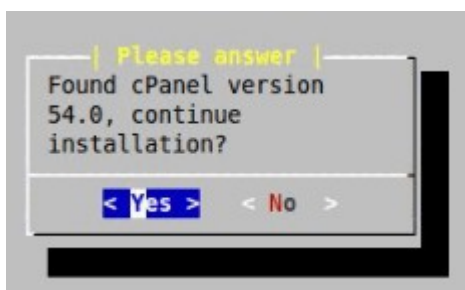 | Please answer |
Found cPanel version
54.0, continue
installation?
< Yes > < No >